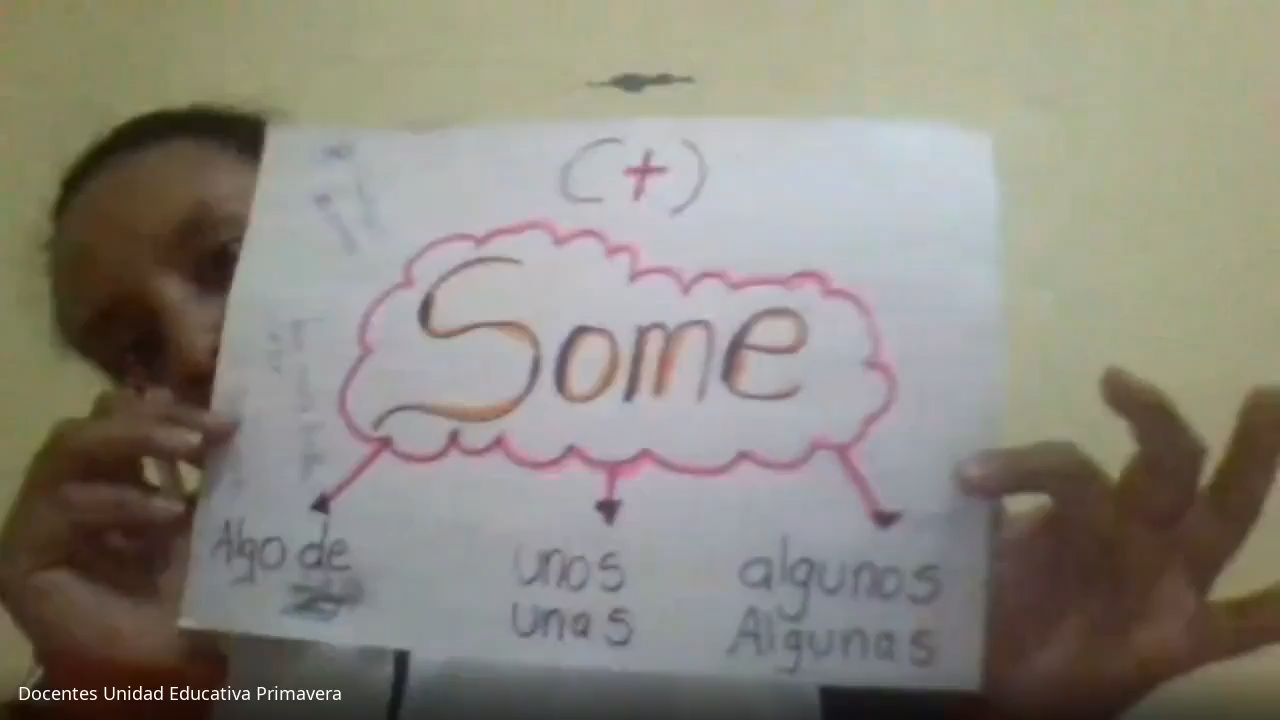 (+)
Some
Algo de
unos
unas
algunos
Algunas
Docentes Unidad Educativa Primavera